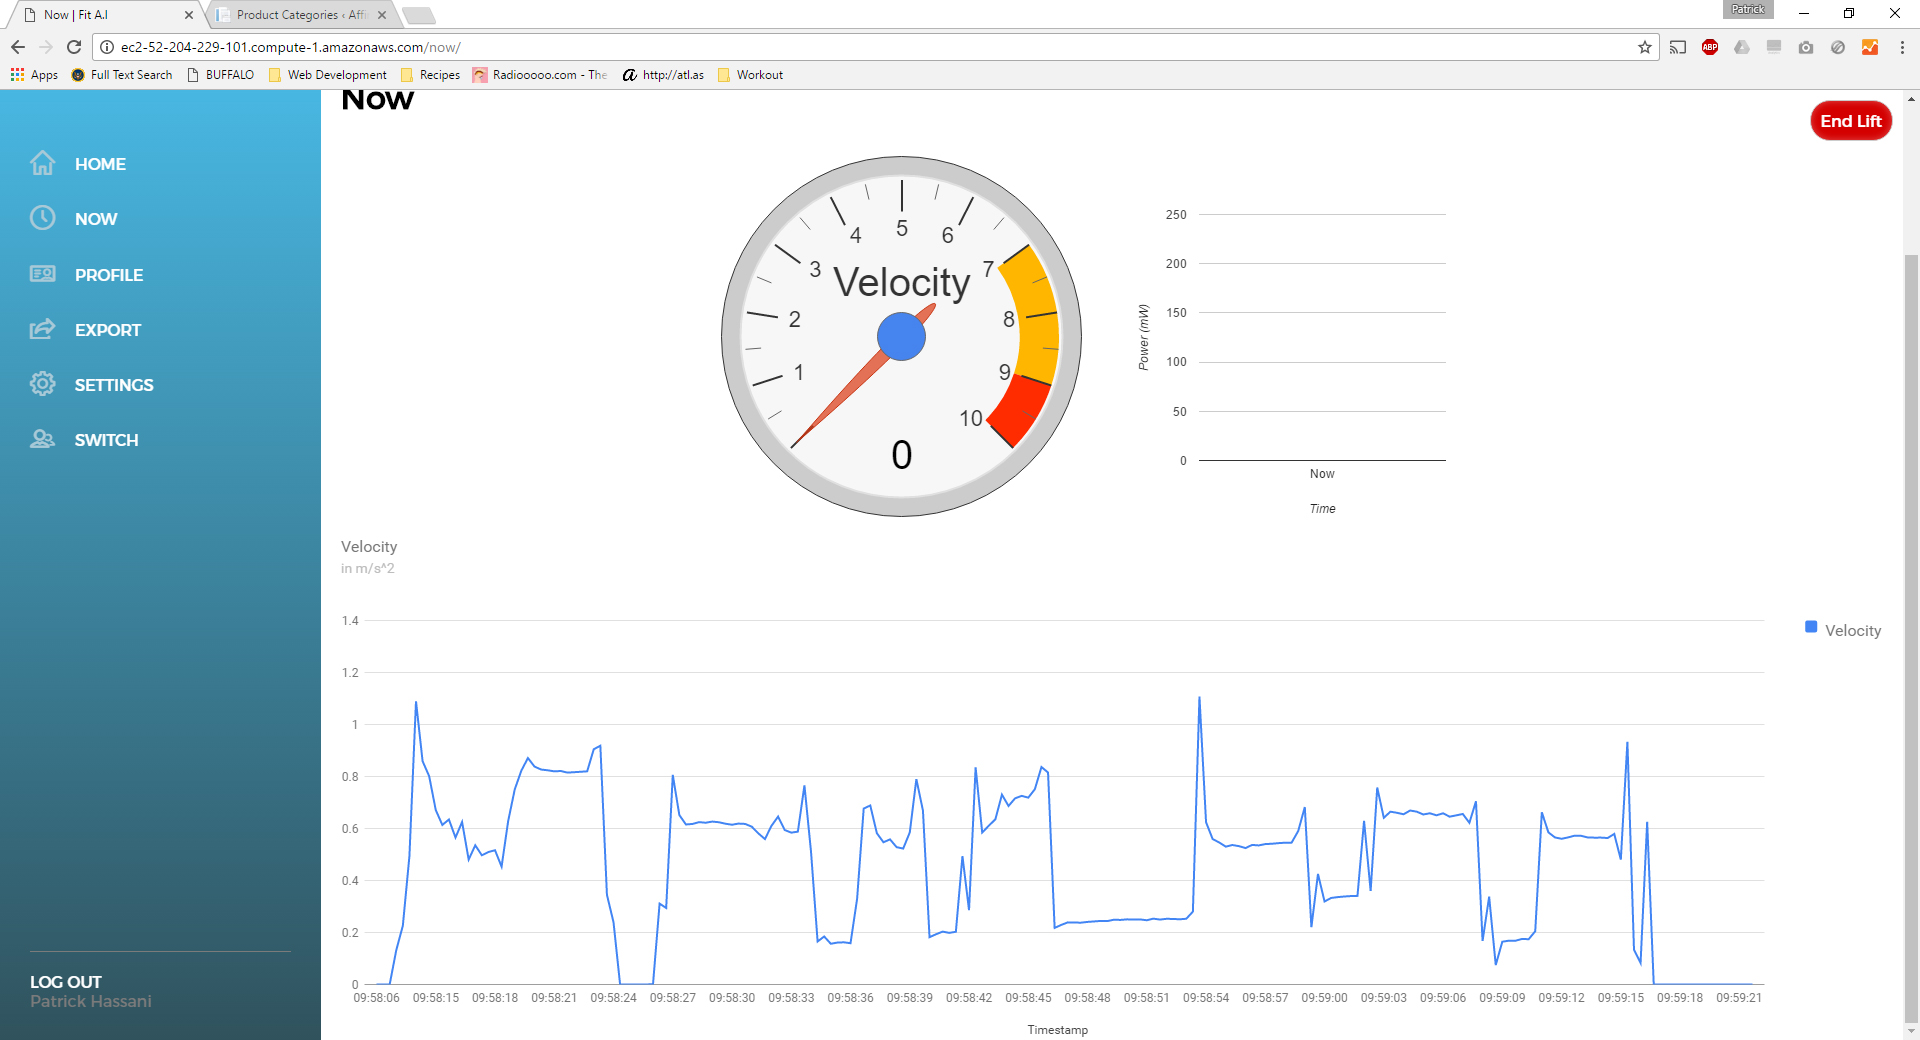 Now | Fit A.I
Product Categories ‹ Affi
Patrick
ec2-52-204-229-101.compute-1.amazonaws.com/now/
ABP
Apps
Full Text Search
BUFFALO
Web Development
Recipes
Radiooooo.com - The
http://atl.as
Workout
Now
End Lift
HOME
NOW
PROFILE
EXPORT
SETTINGS
SWITCH
LOG OUT
Patrick Hassani
Velocity
1
2
3
4
5
6
7
8
9
10
0
Power (mW)
250
200
150
100
50
0
Now
Time
Velocity
in m/s^2
1.4
1.2
1
0.8
0.6
0.4
0.2
0
Velocity
09:58:06 09:58:15 09:58:18 09:58:21 09:58:24 09:58:27 09:58:30 09:58:33 09:58:36 09:58:39 09:58:42 09:58:45 09:58:48 09:58:51 09:58:54 09:58:57 09:59:00 09:59:03 09:59:06 09:59:09 09:59:12 09:59:15 09:59:18 09:59:21
Timestamp